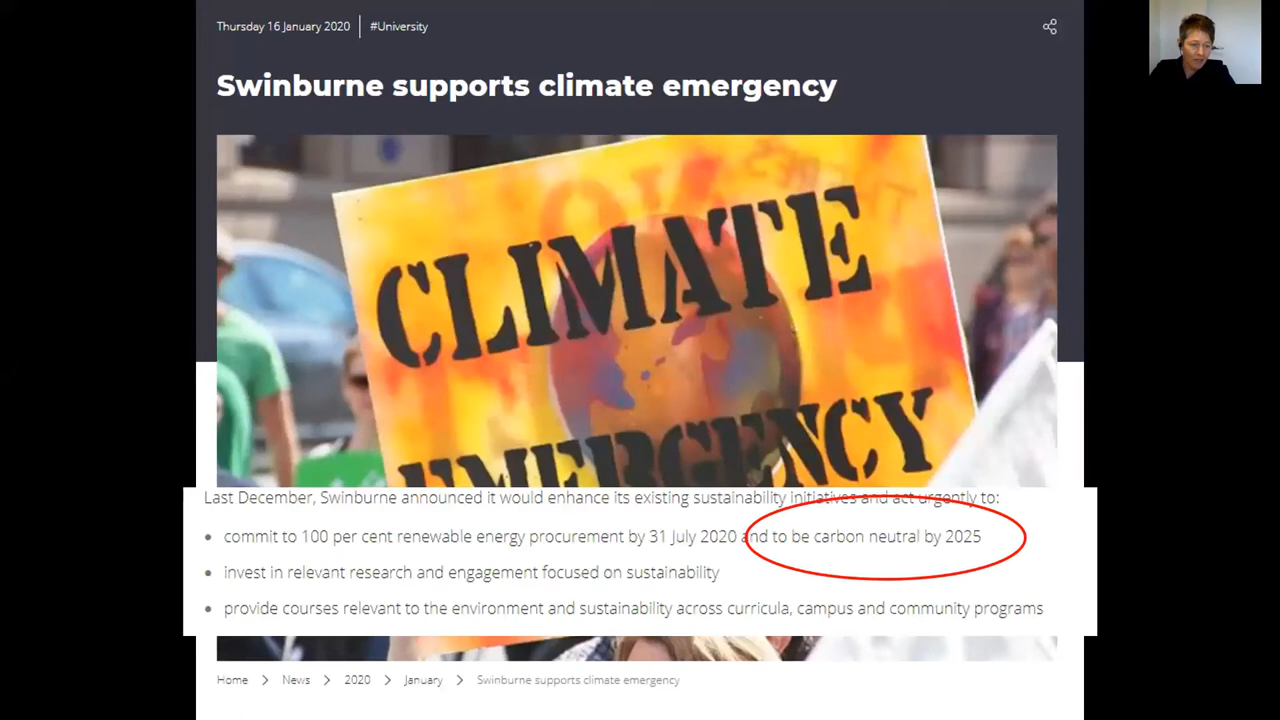 Thursday 16 January 2020 #University
Swinburne supports climate emergency
CLIMATE
EMERGENCY
Last December, Swinburne announced it would enhance its existing sustainability initiatives and act urgently to:
• commit to 100 per cent renewable energy procurement by 31 July 2020 and to be carbon neutral by 2025
• invest in relevant research and engagement focused on sustainability
• provide courses relevant to the environment and sustainability across curricula, campus and community programs
Home > News > 2020 > January > Swinburne supports climate emergency